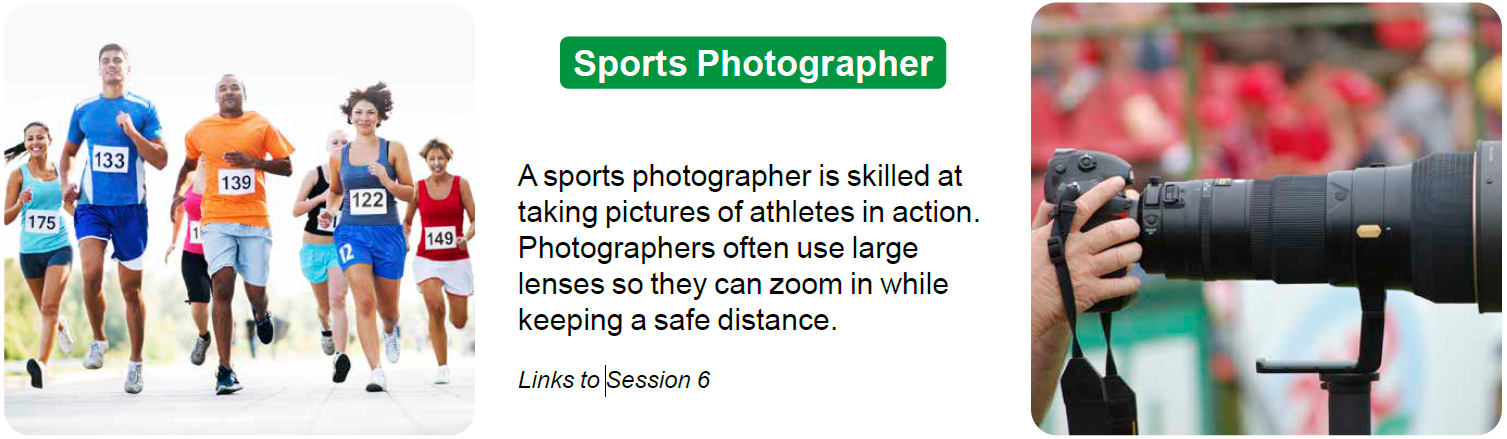 Sports Photographer
A sports photographer is skilled at
taking pictures of athletes in action.
Photographers often use large
lenses so they can zoom in while
keeping a safe distance.
Links to Session 6
133
139
122
175
149